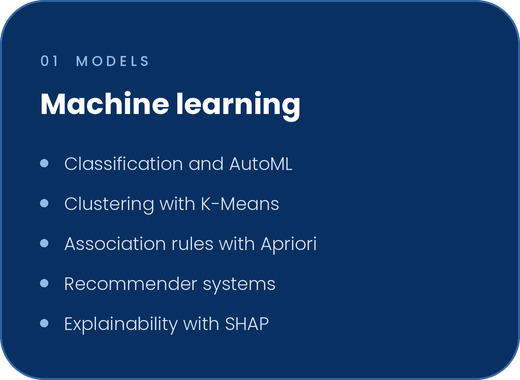 01 MODELS
Machine learning
Classification and AutoML
Clustering with K-Means
Association rules with Apriori
Recommender systems
Explainability with SHAP